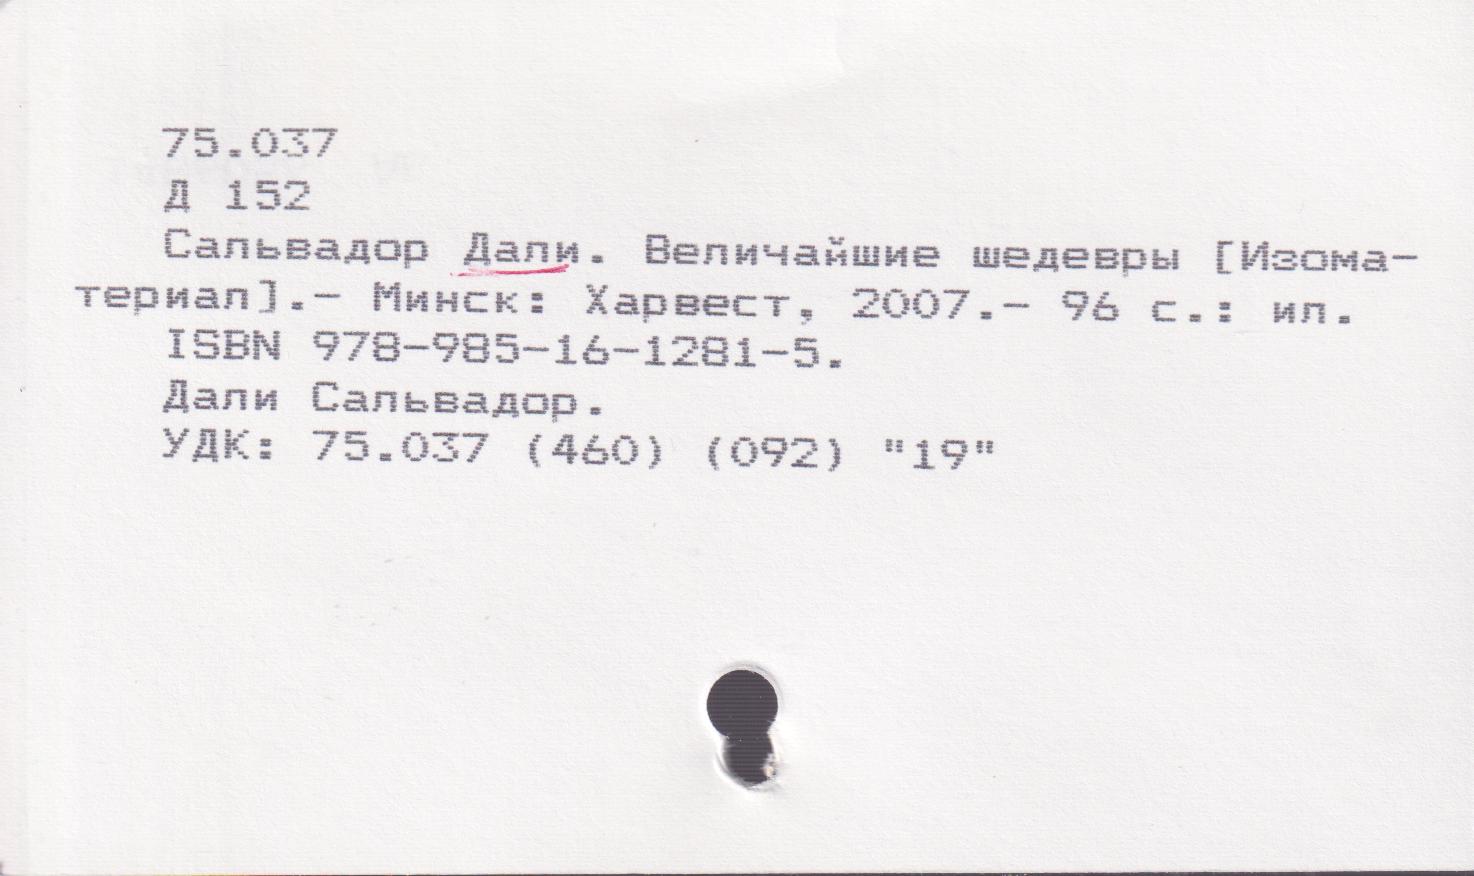 75.037
Д 152
Сальвадор Дали. Величайшие шедевры [Изома-
териал].- Минск: Харвест, 2007.- 96 с.: ил.
ISBN 978-985-16-1281-5.
Дали Сальвадор.
УДК: 75.037 (460) (092) "19"